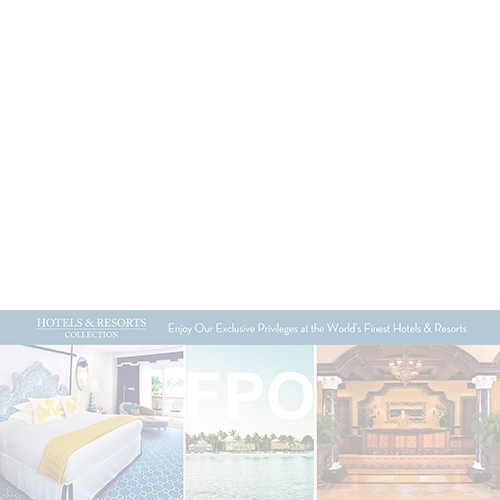 HOTELS & RESORTS
COLLECTION
Enjoy Our Exclusive Privileges at the World's Finest Hotels & Resorts
FPO